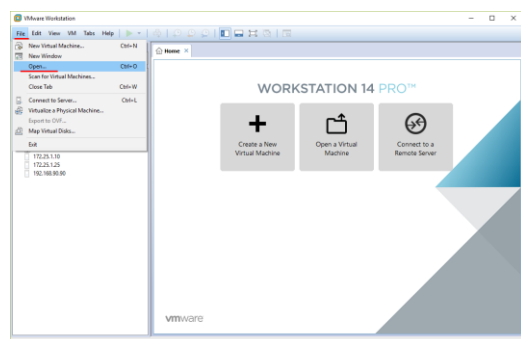 VMware Workstation
File Edit View VM Tabs Help
New Virtual Machine... Ctrl+N
New Window
Open... Ctrl+O
Scan for Virtual Machines...
Close Tab Ctrl+W
Connect to Server... Ctrl+L
Virtualize a Physical Machine...
Export to OVF...
Map Virtual Disks...
Exit
172.25.1.10
172.25.1.25
192.168.90.90
Home
WORKSTATION 14 PRO™
Create a New
Virtual Machine
Open a Virtual
Machine
Connect to a
Remote Server
vmware